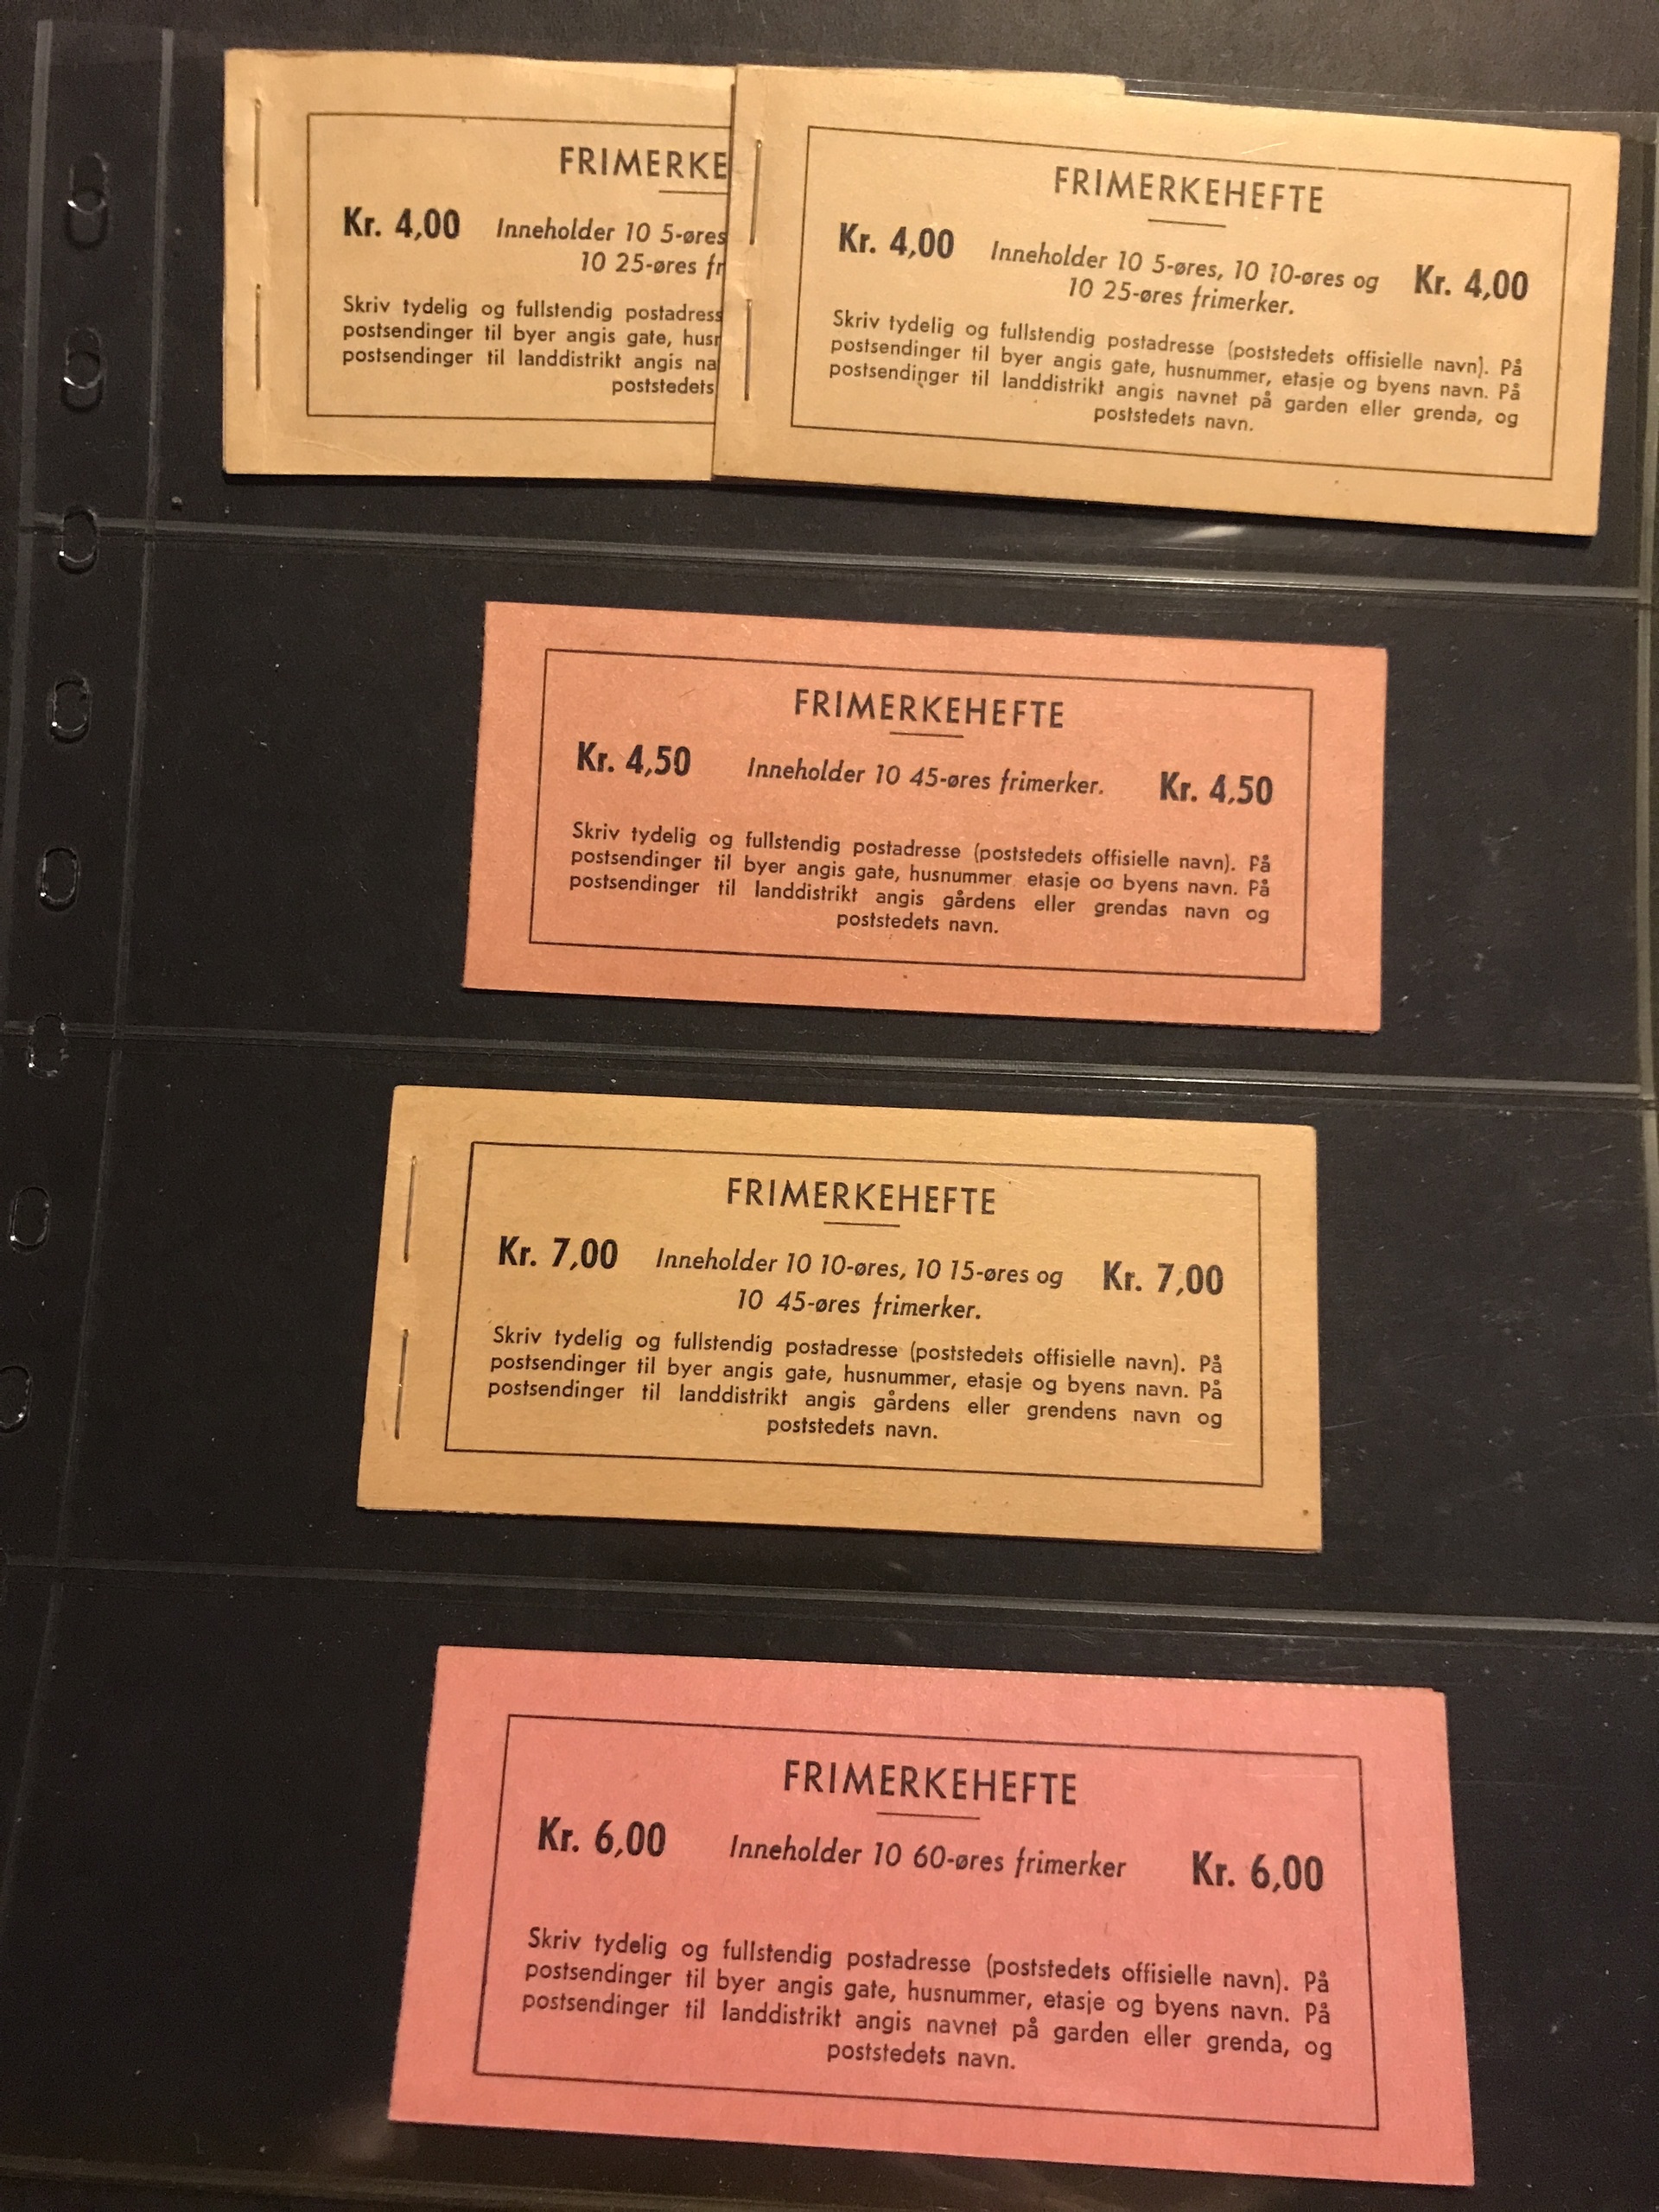 FRIMERKE
Kr. 4,00 Inneholder 10 5-øres
10 25-øres fr
Skriv tydelig og fullstendig postadress
postsendinger til byer angis gate, husn
postsendinger til landdistrikt angis na
poststedets
FRIMERKEHEFTE
Kr. 4,00 Inneholder 10 5-øres, 10 10-øres og Kr. 4,00
10 25-øres frimerker.
Skriv tydelig og fullstendig postadresse (poststedets offisielle navn). På
postsendinger til byer angis gate, husnummer, etasje og byens navn. På
postsendinger til landdistrikt angis navnet på garden eller grenda, og
poststedets navn.
FRIMERKEHEFTE
Kr. 4,50 Inneholder 10 45-øres frimerker. Kr. 4,50
Skriv tydelig og fullstendig postadresse (poststedets offisielle navn). På
postsendinger til byer angis gate, husnummer etasje og byens navn. På
postsendinger til landdistrikt angis gårdens eller grendas navn og
poststedets navn.
FRIMERKEHEFTE
Kr. 7,00 Inneholder 10 10-øres, 10 15-øres og Kr. 7,00
10 45-øres frimerker.
Skriv tydelig og fullstendig postadresse (poststedets offisielle navn). På
postsendinger til byer angis gate, husnummer, etasje og byens navn. På
postsendinger til landdistrikt angis gårdens eller grendens navn og
poststedets navn.
FRIMERKEHEFTE
Kr. 6,00 Inneholder 10 60-øres frimerker Kr. 6,00
Skriv tydelig og fullstendig postadresse (poststedets offisielle navn). På
postsendinger til byer angis gate, husnummer, etasje og byens navn. På
postsendinger til landdistrikt angis navnet på garden eller grenda, og
poststedets navn.